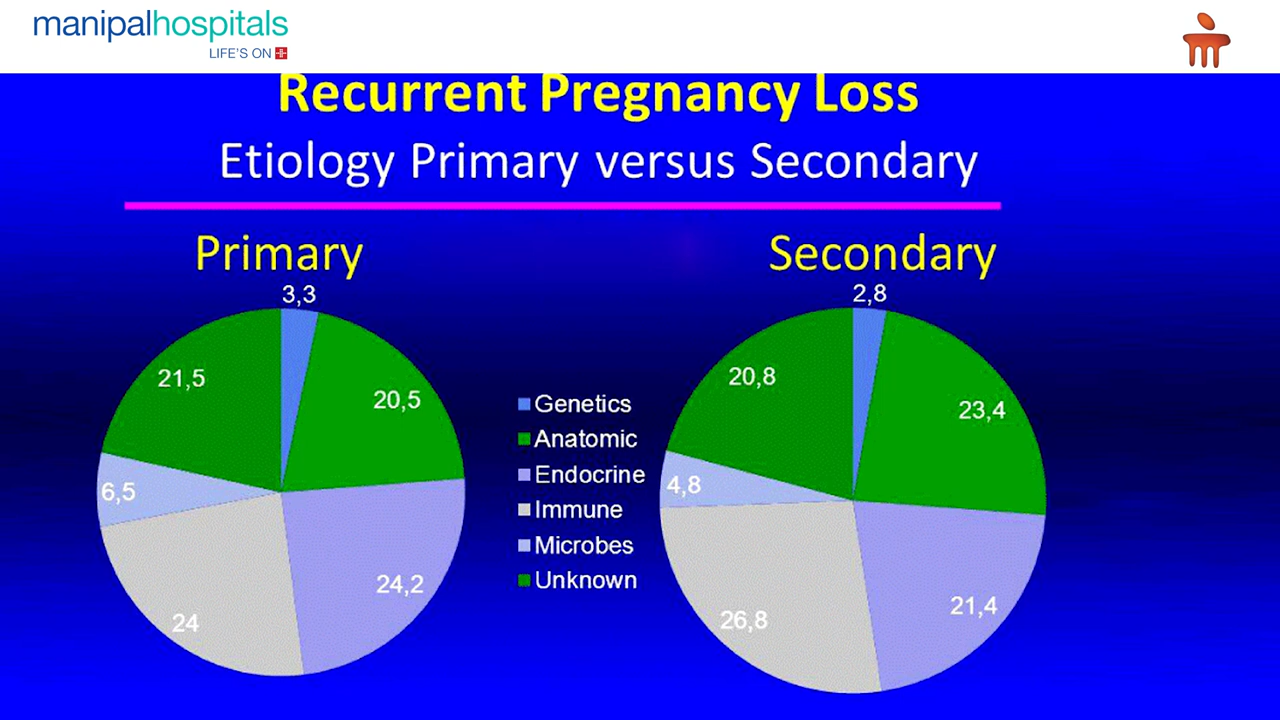 manipalhospitals
LIFE'S ON
Recurrent Pregnancy Loss
Etiology Primary versus Secondary
Primary
3,3
20,5
24,2
24
6,5
21,5
Genetics
Anatomic
Endocrine
Immune
Microbes
Unknown
Secondary
2,8
23,4
21,4
26,8
4,8
20,8